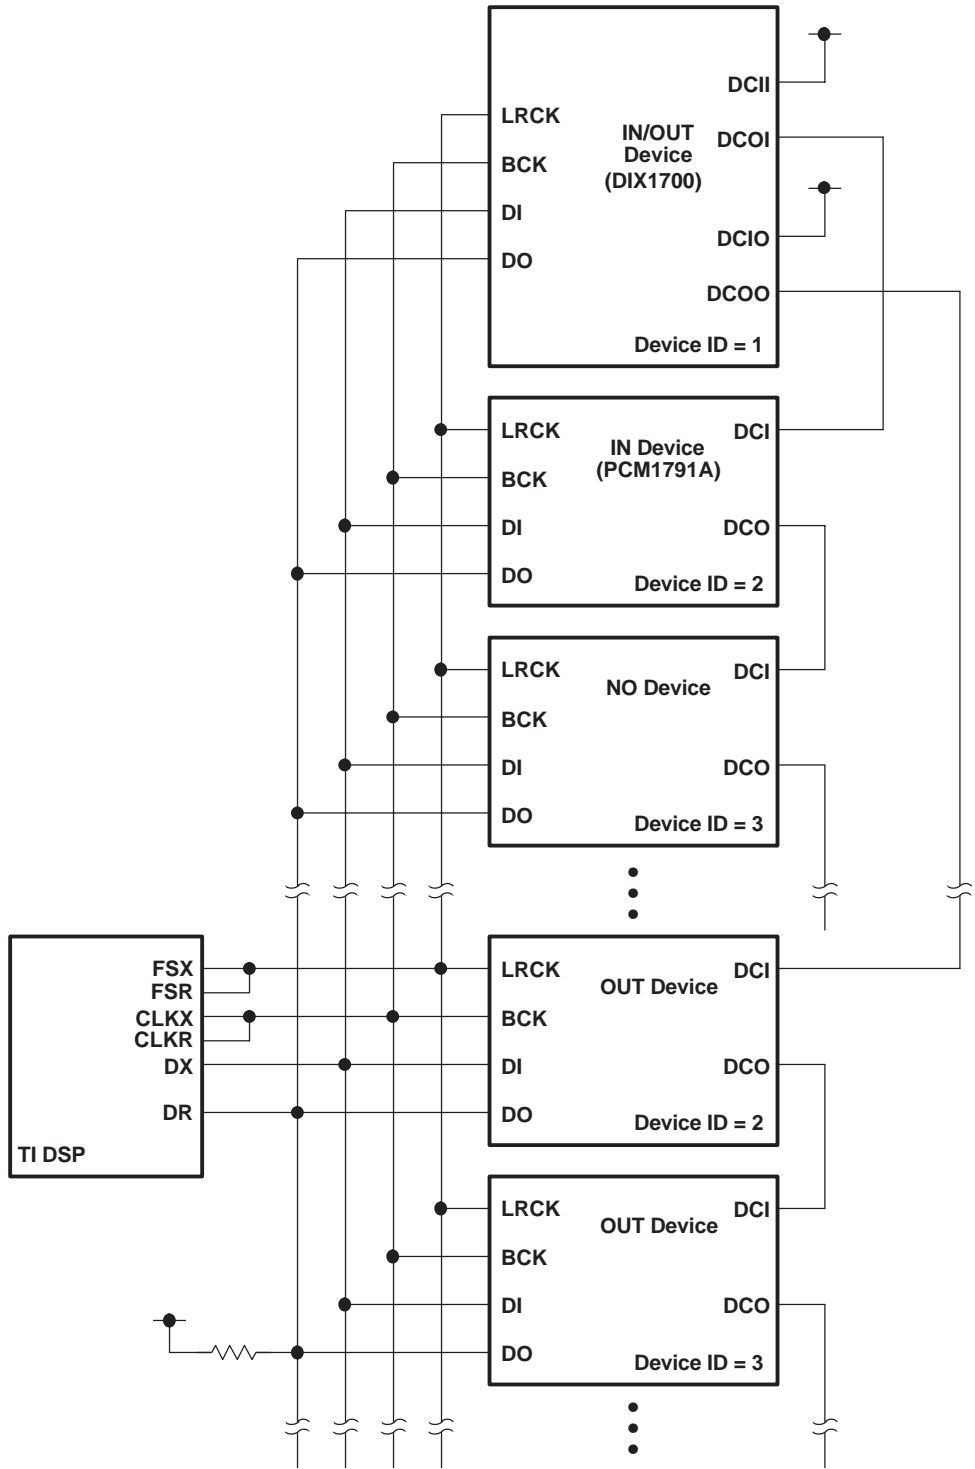 DCII
LRCK
IN/OUT
Device
(DIX1700)
DCOI
BCK
DI
DCIO
DO
DCOO
Device ID = 1
LRCK
DCI
IN Device
(PCM1791A)
BCK
DI
DCO
DO
Device ID = 2
LRCK
DCI
NO Device
BCK
DI
DCO
DO
Device ID = 3
FSX
FSR
CLKX
CLKR
DX
DR
TI DSP
LRCK
DCI
OUT Device
BCK
DI
DCO
DO
Device ID = 2
LRCK
DCI
OUT Device
BCK
DI
DCO
DO
Device ID = 3